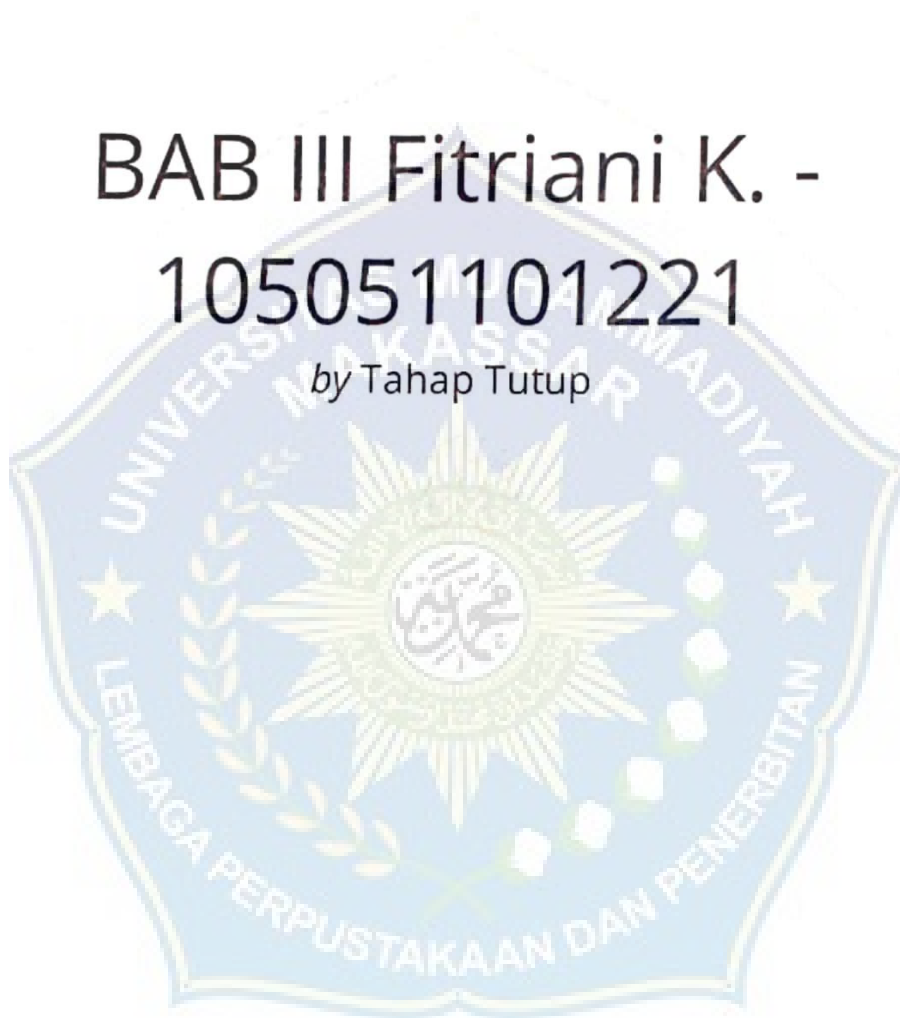 BAB III Fitriani K. -
105051101221
by Tahap Tutup
UNIVERSITAS MUHAMMADIYAH
MAKASSAR
LEMBAGA PERPUSTAKAAN DAN PENERBITAN